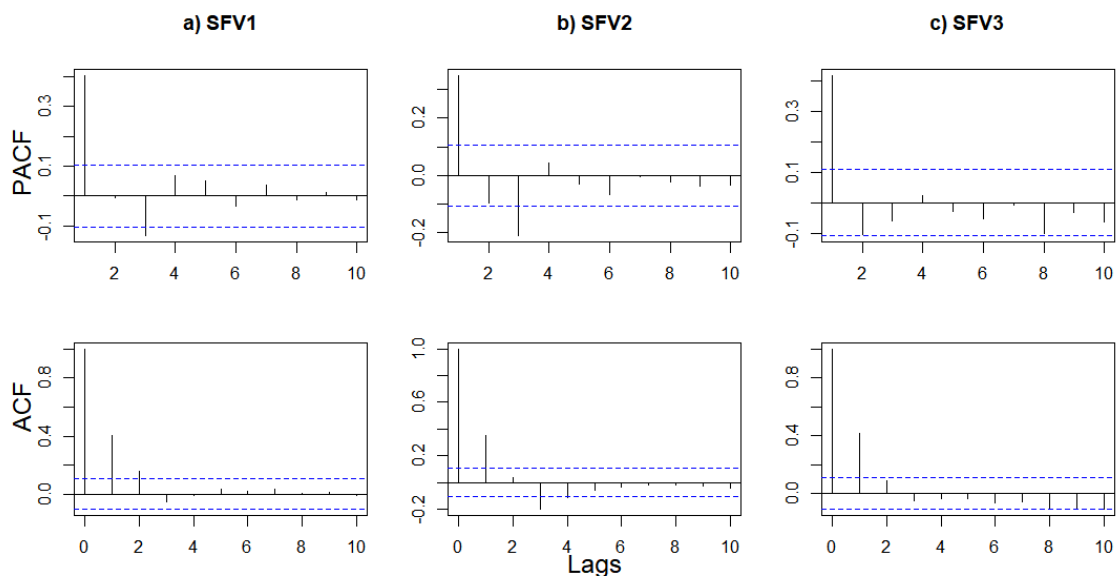 a) SFV1
b) SFV2
c) SFV3
PACF
-0.1 0.1 0.3
2 4 6 8 10
-0.2 0.0 0.2
2 4 6 8 10
-0.1 0.1 0.3
2 4 6 8 10
ACF
0.0 0.4 0.8
0 2 4 6 8 10
-0.2 0.2 0.6 1.0
0 2 4 6 8 10
0.0 0.4 0.8
0 2 4 6 8 10
Lags